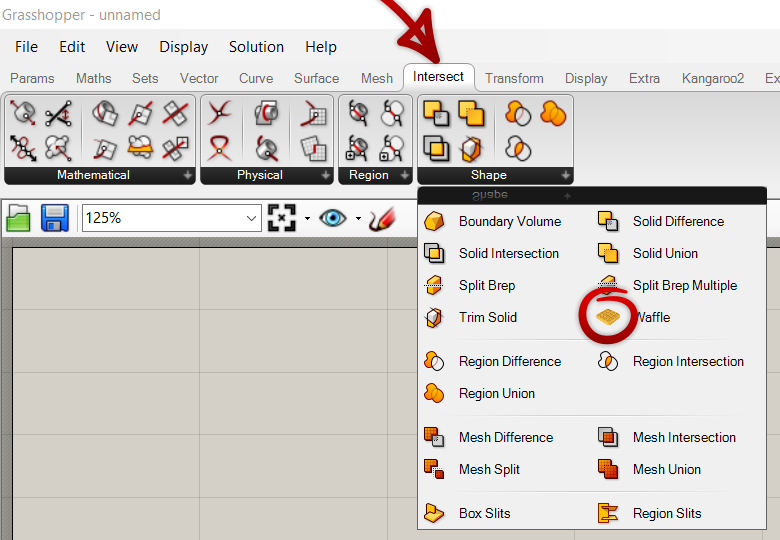 Grasshopper - unnamed
File Edit View Display Solution Help
Params Maths Sets Vector Curve Surface Mesh Intersect Transform Display Extra Kangaroo2 Ex
Mathematical Physical Region Shape
Shape
125%
Boundary Volume Solid Difference
Solid Intersection Solid Union
Split Brep Split Brep Multiple
Trim Solid Waffle
Region Difference Region Intersection
Region Union
Mesh Difference Mesh Intersection
Mesh Split Mesh Union
Box Slits Region Slits